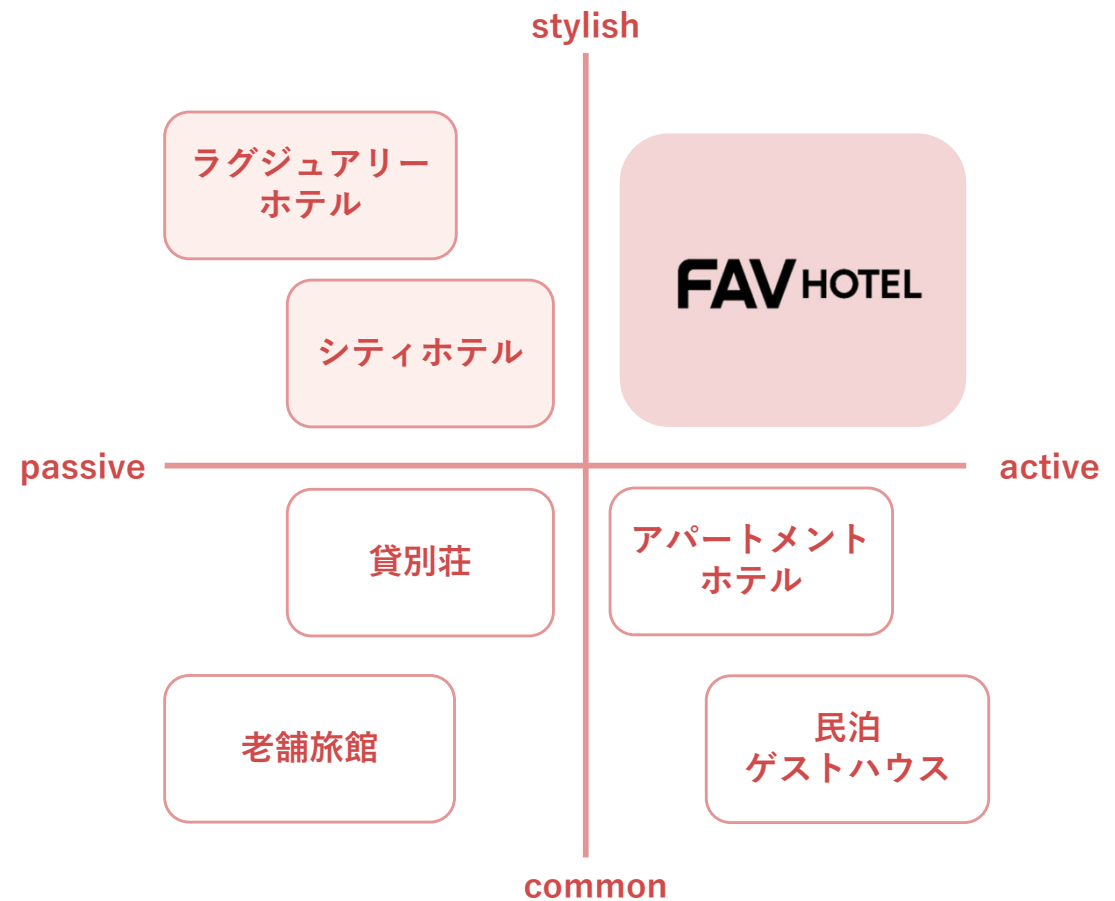 stylish
ラグジュアリー
ホテル
FAV HOTEL
シティホテル
passive
active
貸別荘
アパートメント
ホテル
老舗旅館
民泊
ゲストハウス
common